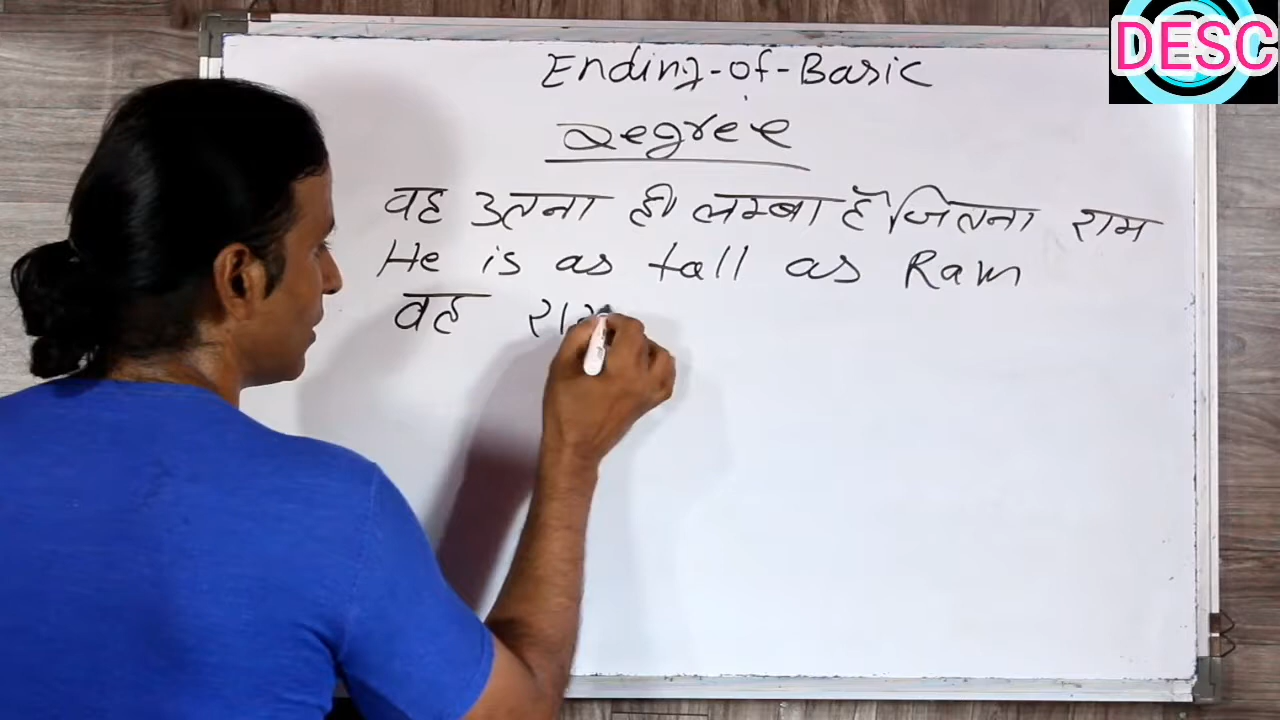 DESC
Ending-of-Basic
Degree
वह उतना ही लम्बा है जितना राम
He is as tall as Ram
वह राम